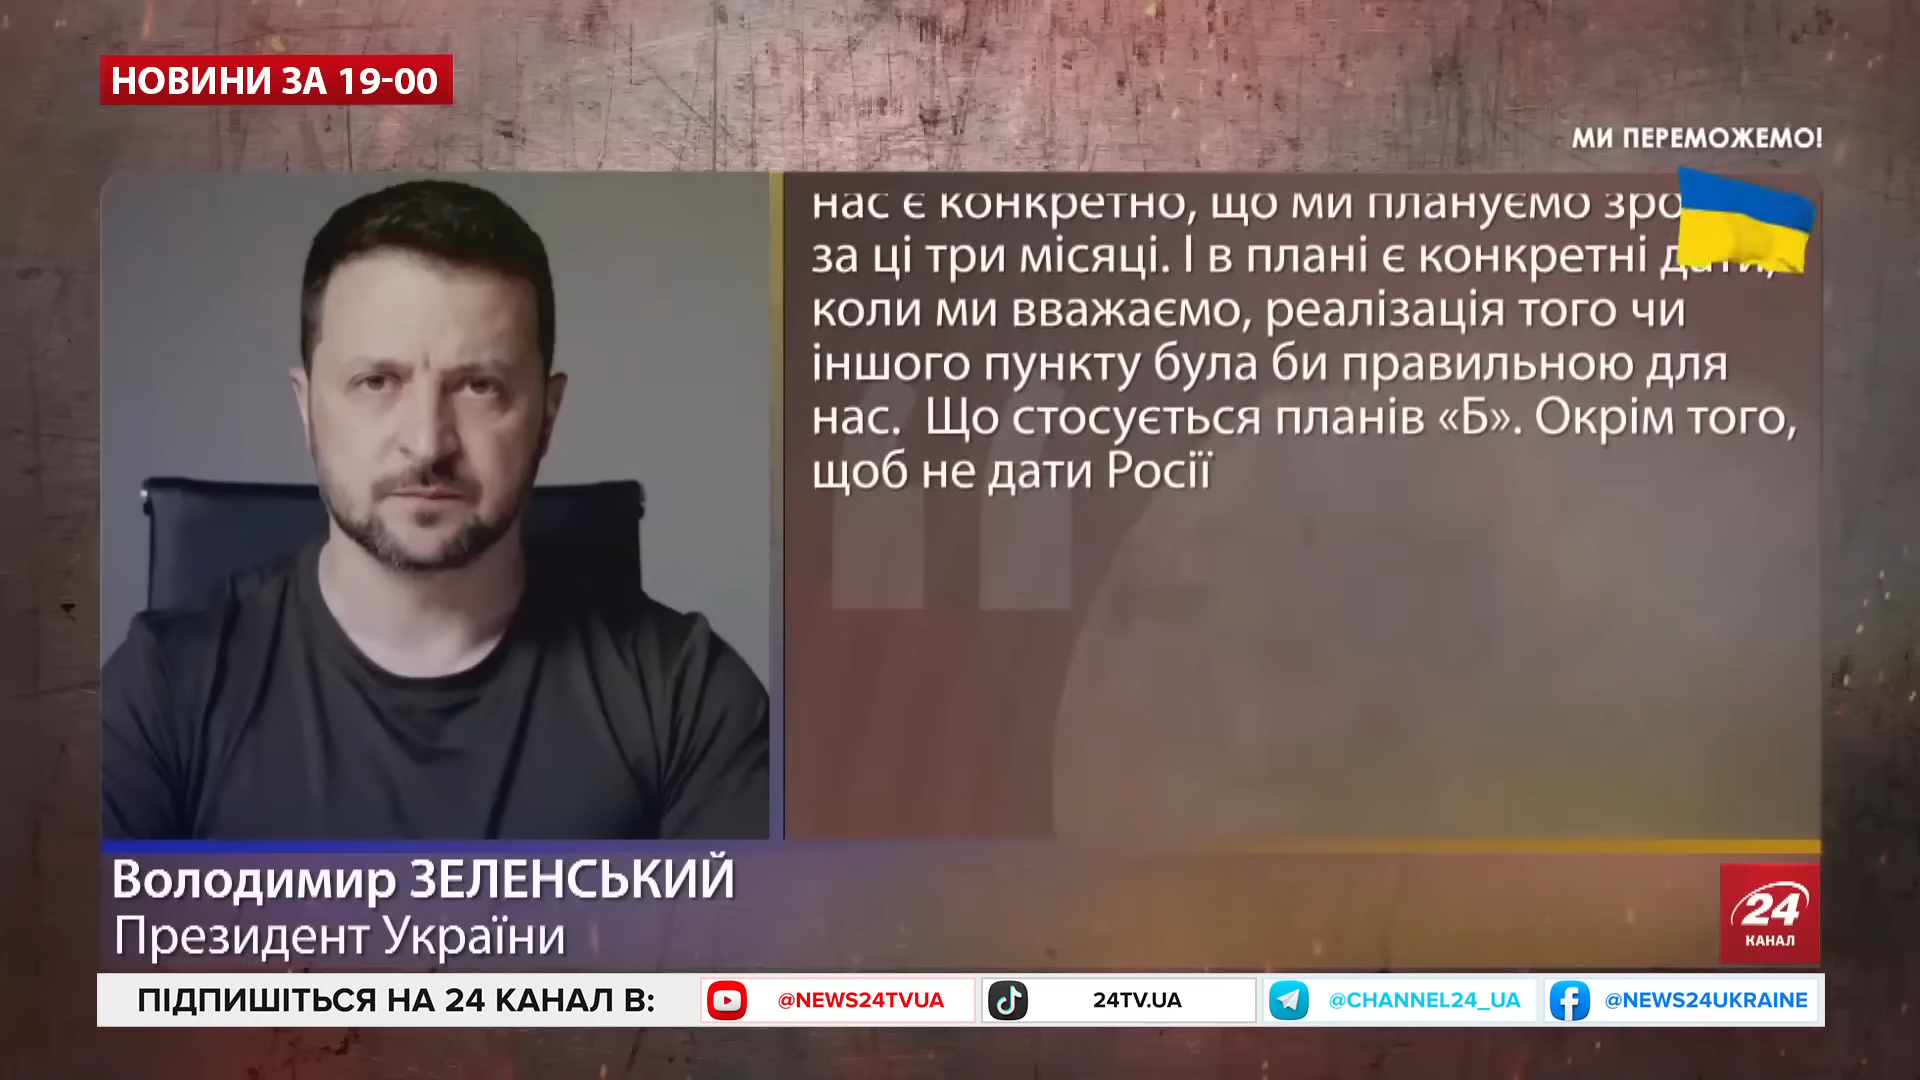 НОВИНИ ЗА 19-00
МИ ПЕРЕМОЖЕМО!
нас є конкретно, що ми плануємо
за ці три місяці. І в плані є конкретні
коли ми вважаємо, реалізація того чи
іншого пункту була би правильною для
нас. Що стосується планів «Б». Окрім того,
щоб не дати Росії
Володимир ЗЕЛЕНСЬКИЙ
Президент України
24
КАНАЛ
ПІДПИШІТЬСЯ НА 24 КАНАЛ В:
@NEWS24TVUA
24TV.UA
@CHANNEL24_UA
@NEWS24UKRAINE